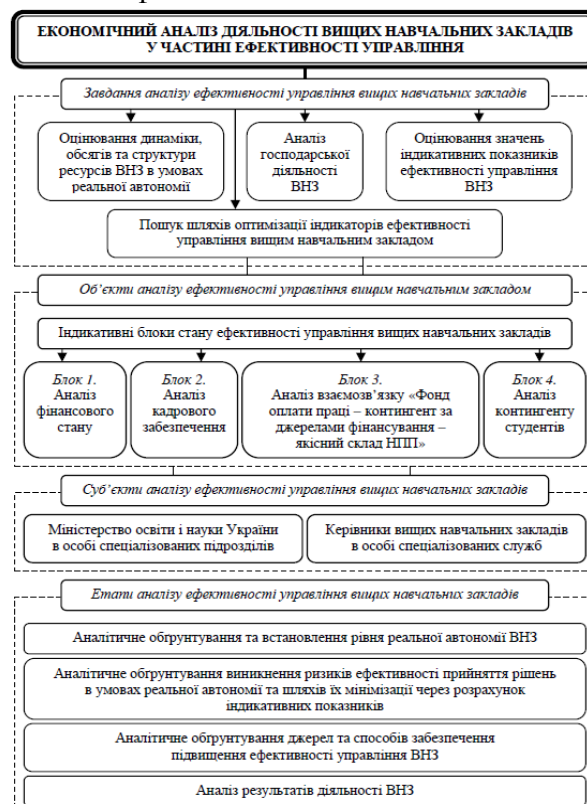 ЕКОНОМІЧНИЙ АНАЛІЗ ДІЯЛЬНОСТІ ВИЩИХ НАВЧАЛЬНИХ ЗАКЛАДІВ
У ЧАСТИНІ ЕФЕКТИВНОСТІ УПРАВЛІННЯ
Завдання аналізу ефективності управління вищих навчальних закладів
Оцінювання динаміки,
обсягів та структури
ресурсів ВНЗ в умовах
реальної автономії
Аналіз
господарської
діяльності
ВНЗ
Оцінювання значень
індикативних показників
ефективності управління
ВНЗ
Пошук шляхів оптимізації індикаторів ефективності
управління вищим навчальним закладом
Об’єкти аналізу ефективності управління вищим навчальним закладом
Індикативні блоки стану ефективності управління вищих навчальних закладів
Блок 1.
Аналіз
фінансового
стану
Блок 2.
Аналіз
кадрового
забезпечення
Блок 3.
Аналіз взаємозв’язку «Фонд
оплати праці – контингент за
джерелами фінансування –
якісний склад НПП»
Блок 4.
Аналіз
контингенту
студентів
Суб’єкти аналізу ефективності управління вищих навчальних закладів
Міністерство освіти і науки України
в особі спеціалізованих підрозділів
Керівники вищих навчальних закладів
в особі спеціалізованих служб
Етапи аналізу ефективності управління вищих навчальних закладів
Аналітичне обґрунтування та встановлення рівня реальної автономії ВНЗ
Аналітичне обґрунтування виникнення ризиків ефективності прийняття рішень
в умовах реальної автономії та шляхів їх мінімізації через розрахунок
індикативних показників
Аналітичне обґрунтування джерел та способів забезпечення
підвищення ефективності управління ВНЗ
Аналіз результатів діяльності ВНЗ